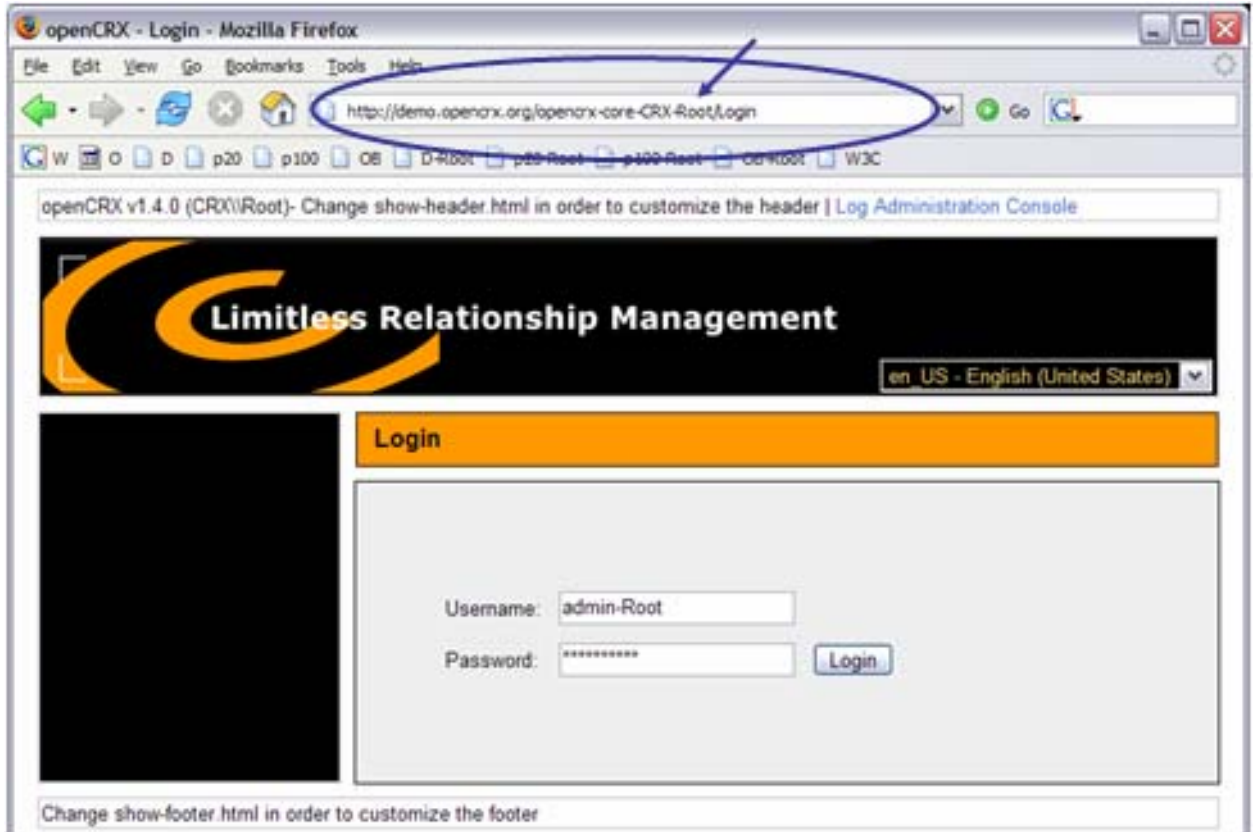 openCRX - Login - Mozilla Firefox
File Edit View Go Bookmarks Tools Help
http://demo.opencrx.org/opencrx-core-CRX-Root/Login
Go
W O D p20 p100 OB D-Root p20-Root p100-Root OB-Root W3C
openCRX v1.4.0 (CRX\\Root)- Change show-header.html in order to customize the header | Log Administration Console
Limitless Relationship Management
en_US - English (United States)
Login
Username: admin-Root
Password: ********** Login
Change show-footer.html in order to customize the footer